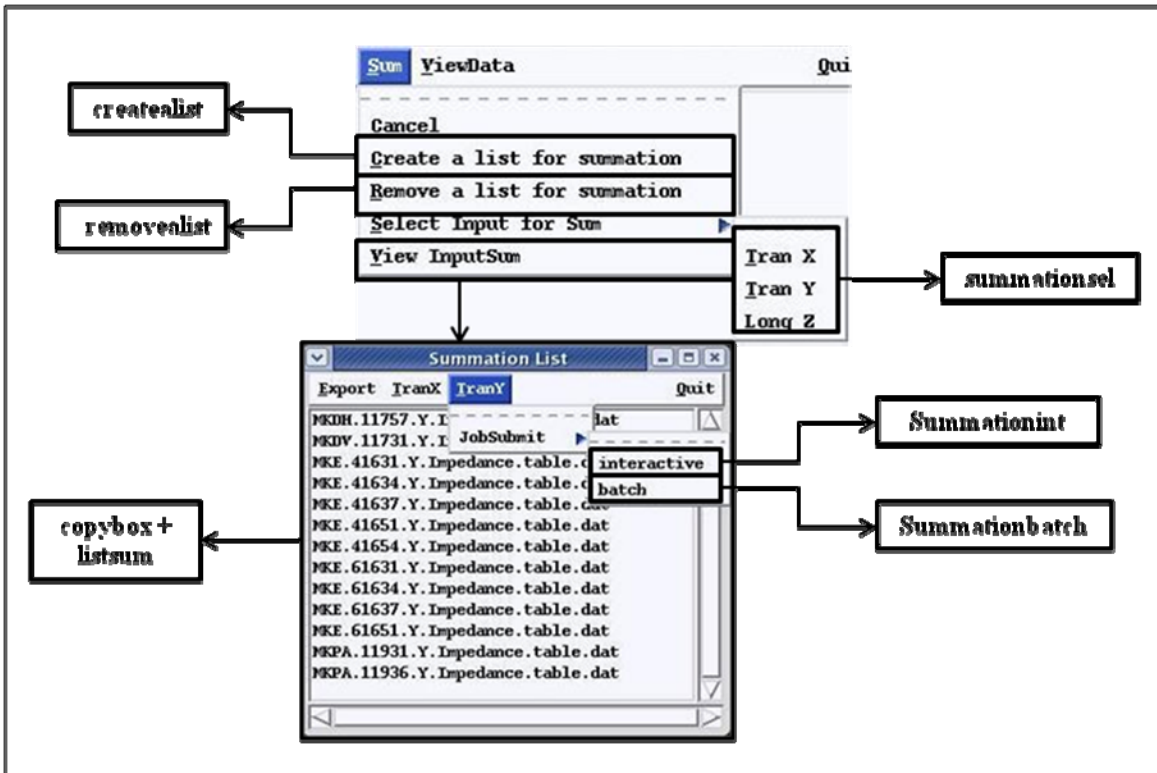 Sum ViewData Qui
createalist
Cancel
Create a list for summation
Remove a list for summation
removealist
Select Input for Sum
View InputSum
Tran X
Tran Y
Long Z
summationsel
Summation List
Export TranX TranY Quit
MKDH.11757.Y.I dat
MKDV.11731.Y.I
JobSubmit
MKE.41631.Y.Impedance.table.d
interactive
MKE.41634.Y.Impedance.table.d
batch
MKE.41637.Y.Impedance.table.dat
MKE.41651.Y.Impedance.table.dat
MKE.41654.Y.Impedance.table.dat
MKE.61631.Y.Impedance.table.dat
MKE.61634.Y.Impedance.table.dat
MKE.61637.Y.Impedance.table.dat
MKE.61651.Y.Impedance.table.dat
MKPA.11931.Y.Impedance.table.dat
MKPA.11936.Y.Impedance.table.dat
Summationint
Summationbatch
copybox +
listsum